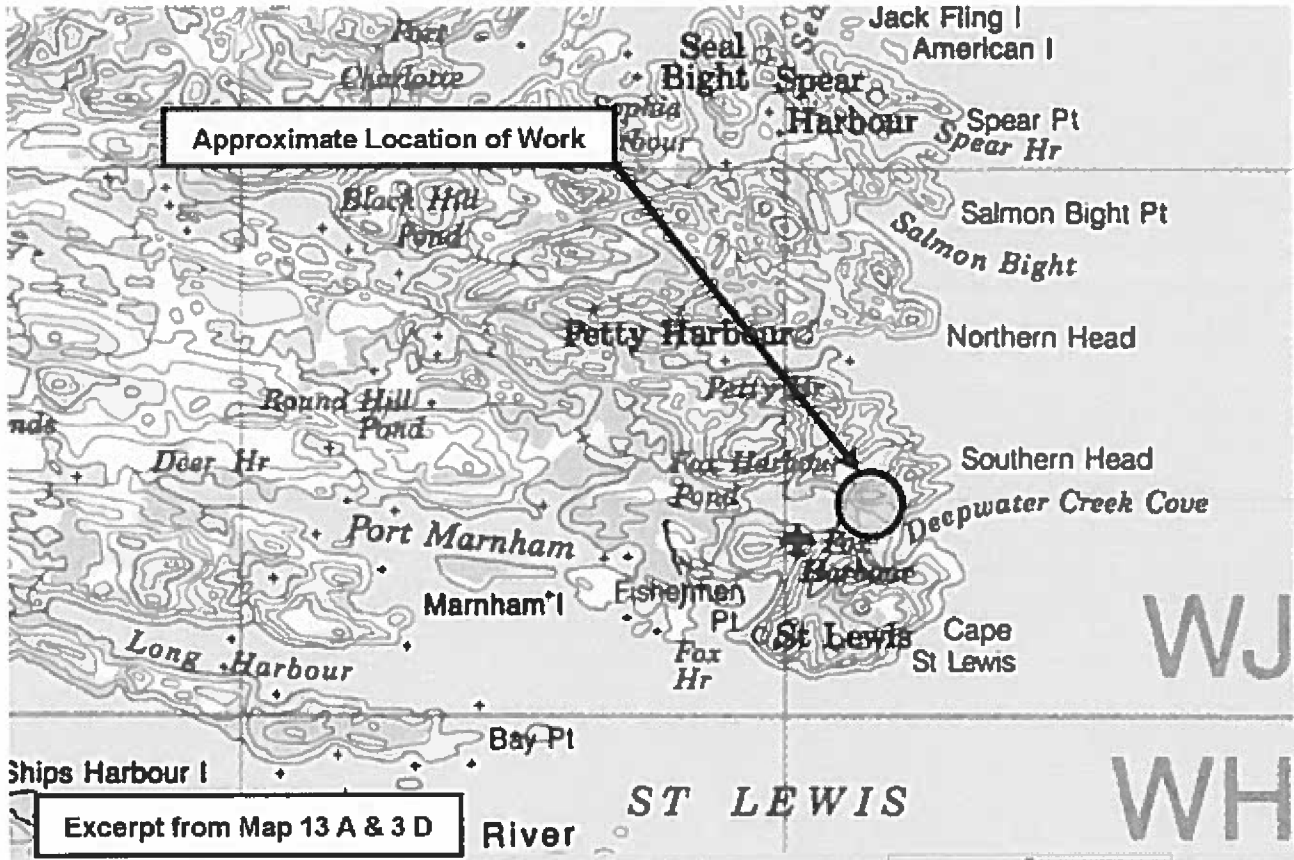 Jack Fling I
American I
Port
Charlotte
Seal
Bight
Spear
Harbour
Spear Pt
Spear Hr
Sophia
Approximate Location of Work
Black Hill
Pond
Salmon Bight Pt
Salmon Bight
Petty Harbour
Northern Head
Petty Hr
Round Hill
Pond
nds
Deer Hr
Fox Harbour
Pond
Southern Head
Deepwater Creek Cove
Port Marnham
Fox
Harbour
Marnham I
Fishermen
Pt
St Lewis
Cape
St Lewis
Fox
Hr
Long Harbour
WJ
Bay Pt
Ships Harbour I
ST LEWIS
WH
Excerpt from Map 13 A & 3 D
River